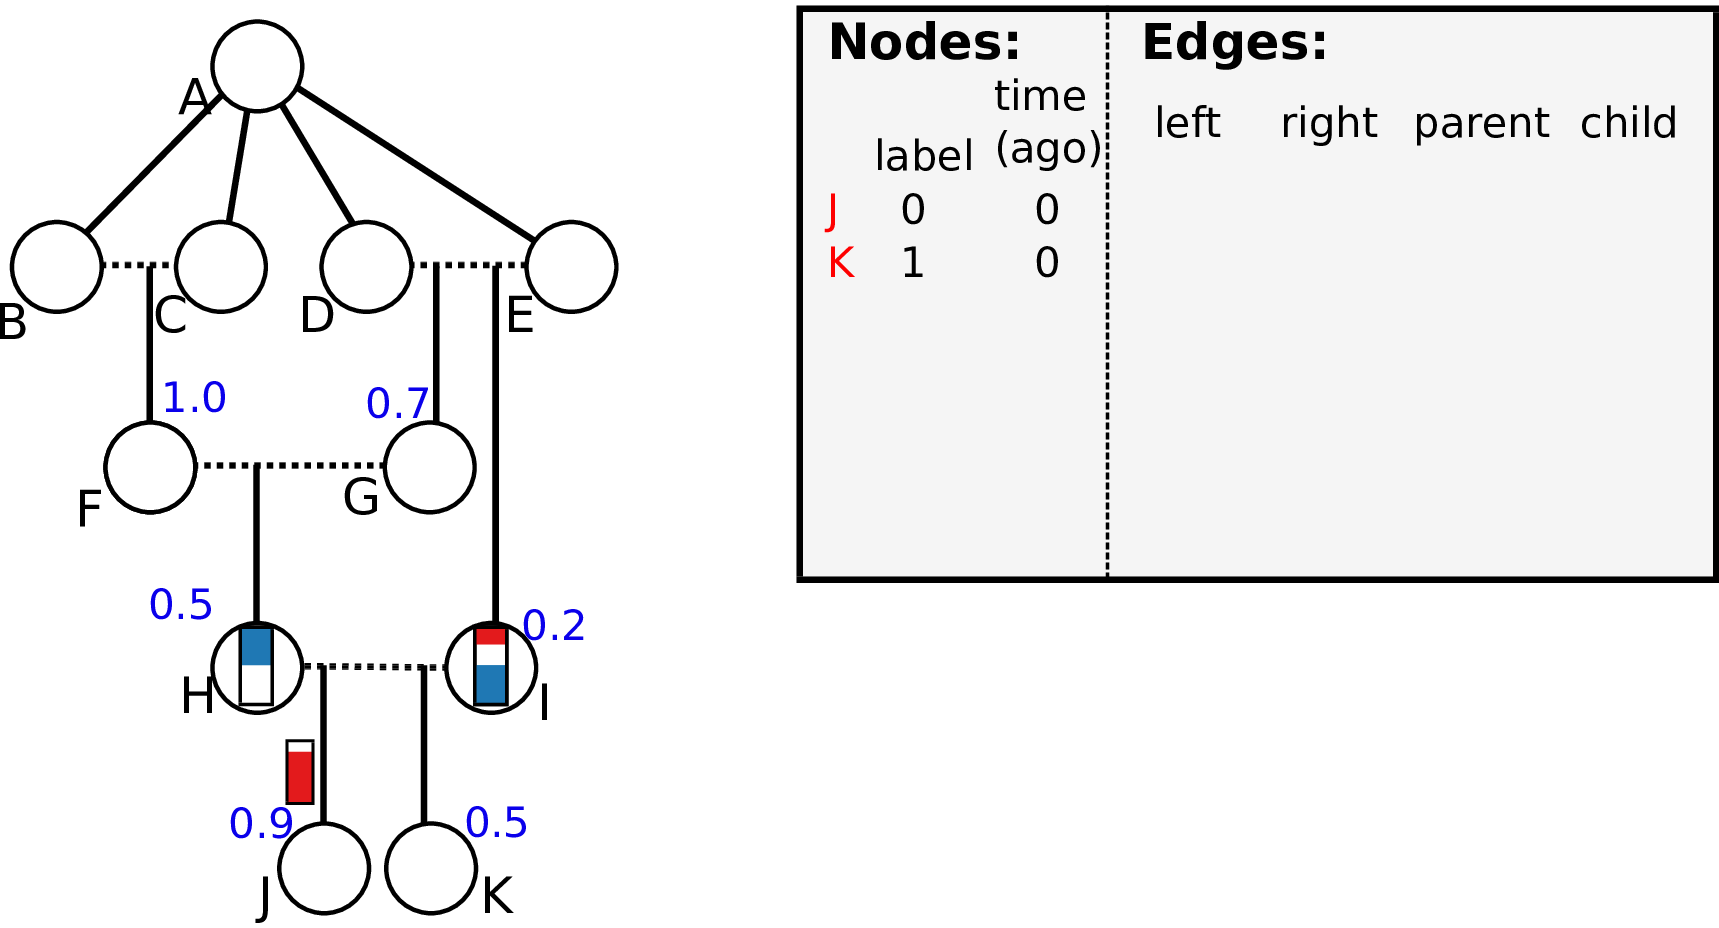 A
B
C
D
E
1.0
0.7
F
G
0.5
0.2
H
I
0.9
0.5
J
K
Nodes:
Edges:
time
(ago)
label
left right parent child
J 0 0
K 1 0